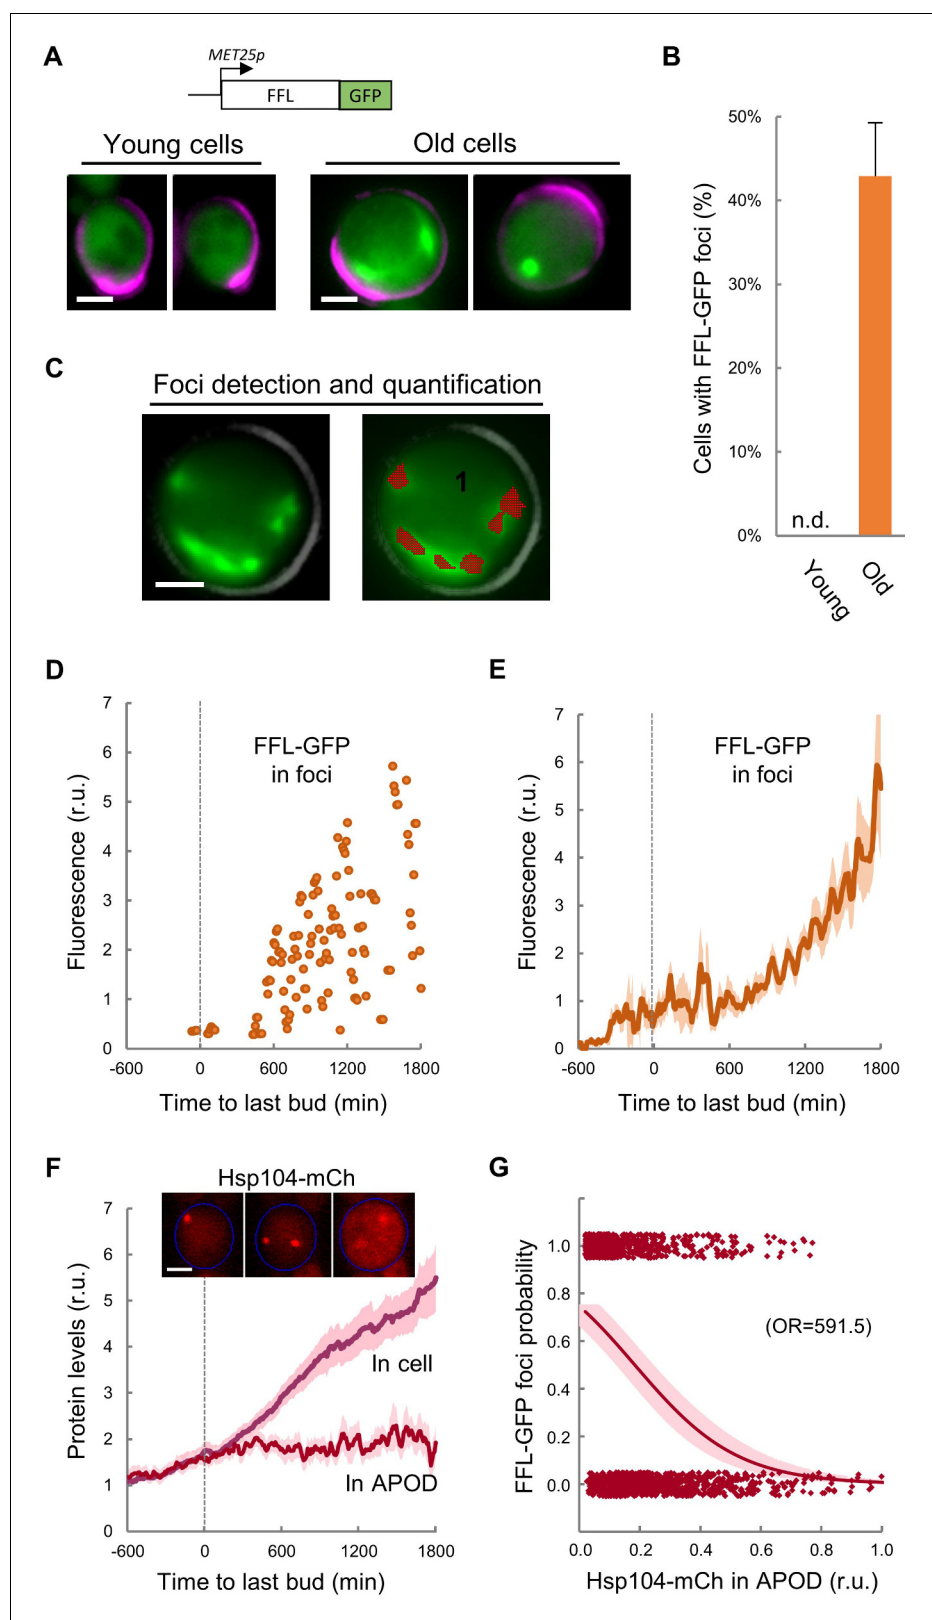 A
MET25p
FFL
GFP
Young cells
Old cells
B
Cells with FFL-GFP foci (%)
50%
40%
30%
20%
10%
0%
n.d.
Young
Old
C
Foci detection and quantification
1
D
Fluorescence (r.u.)
7
6
5
4
3
2
1
0
FFL-GFP
in foci
-600
0
600
1200
1800
Time to last bud (min)
E
Fluorescence (r.u.)
7
6
5
4
3
2
1
0
FFL-GFP
in foci
-600
0
600
1200
1800
Time to last bud (min)
F
Hsp104-mCh
Protein levels (r.u.)
7
6
5
4
3
2
1
0
In cell
In APOD
-600
0
600
1200
1800
Time to last bud (min)
G
FFL-GFP foci probability
1.0
0.8
0.6
0.4
0.2
0.0
(OR=591.5)
0.0
0.2
0.4
0.6
0.8
1.0
Hsp104-mCh in APOD (r.u.)